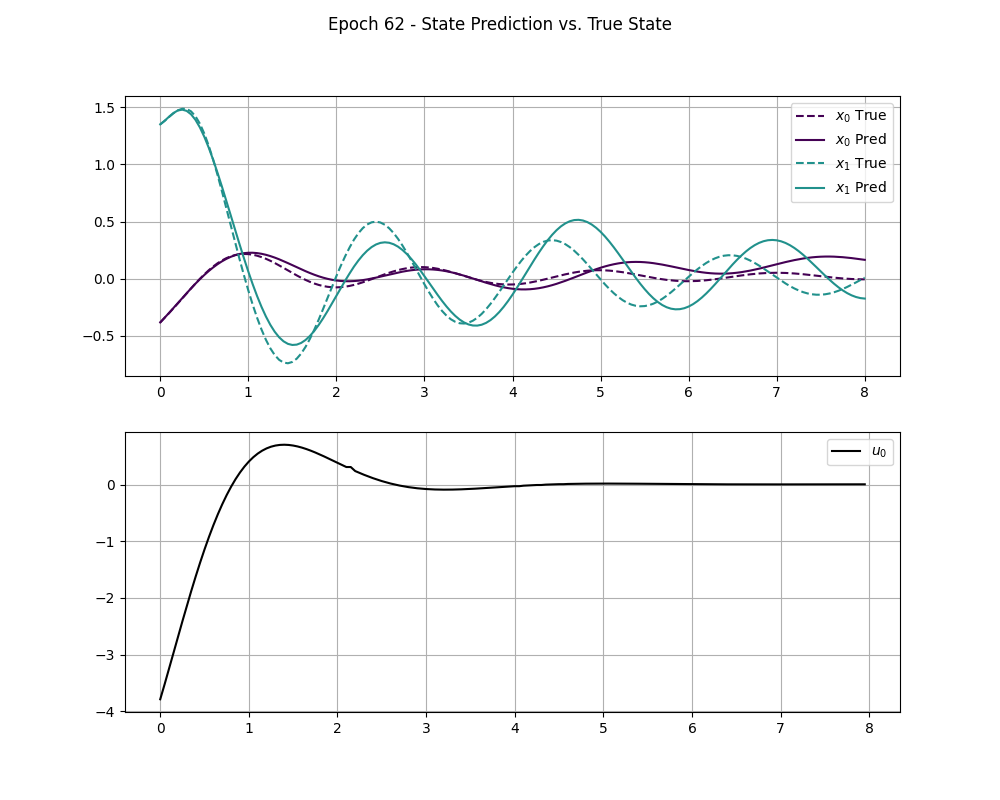 Epoch 62 - State Prediction vs. True State
1.5
1.0
0.5
0.0
−0.5
x₀ True
x₀ Pred
x₁ True
x₁ Pred
0 1 2 3 4 5 6 7 8
0
−1
−2
−3
−4
u₀
0 1 2 3 4 5 6 7 8